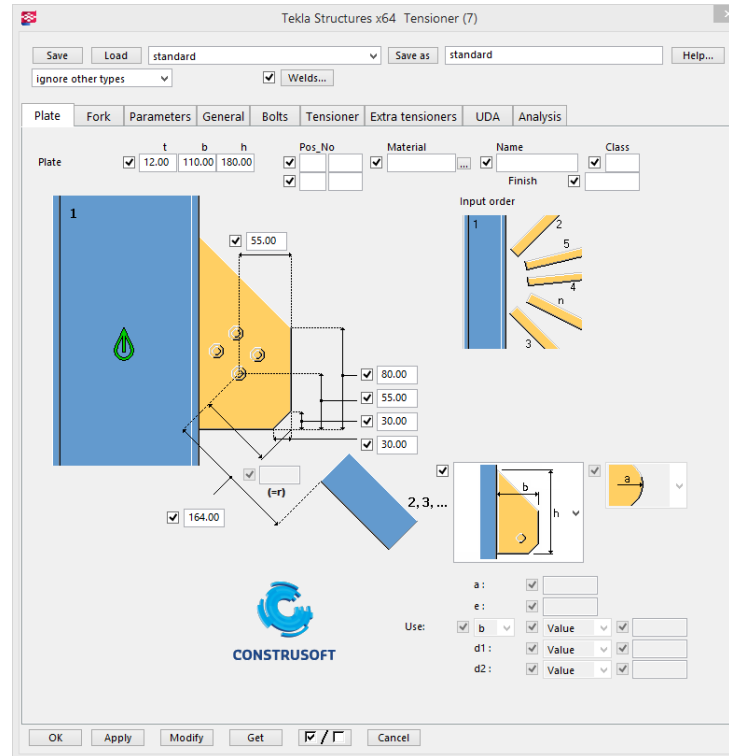 Tekla Structures x64 Tensioner (7)
Save Load standard Save as standard Help...
ignore other types Welds...
Plate Fork Parameters General Bolts Tensioner Extra tensioners UDA Analysis
t b h Pos_No Material Name Class
Plate 12.00 110.00 180.00 ...
Finish
Input order
1
55.00
1
2
5
4
n
3
80.00
55.00
30.00
30.00
(=r)
164.00
2, 3, ...
b
h
a
a :
e :
Use: b Value
d1 : Value
d2 : Value
CONSTRUSOFT
OK Apply Modify Get / Cancel